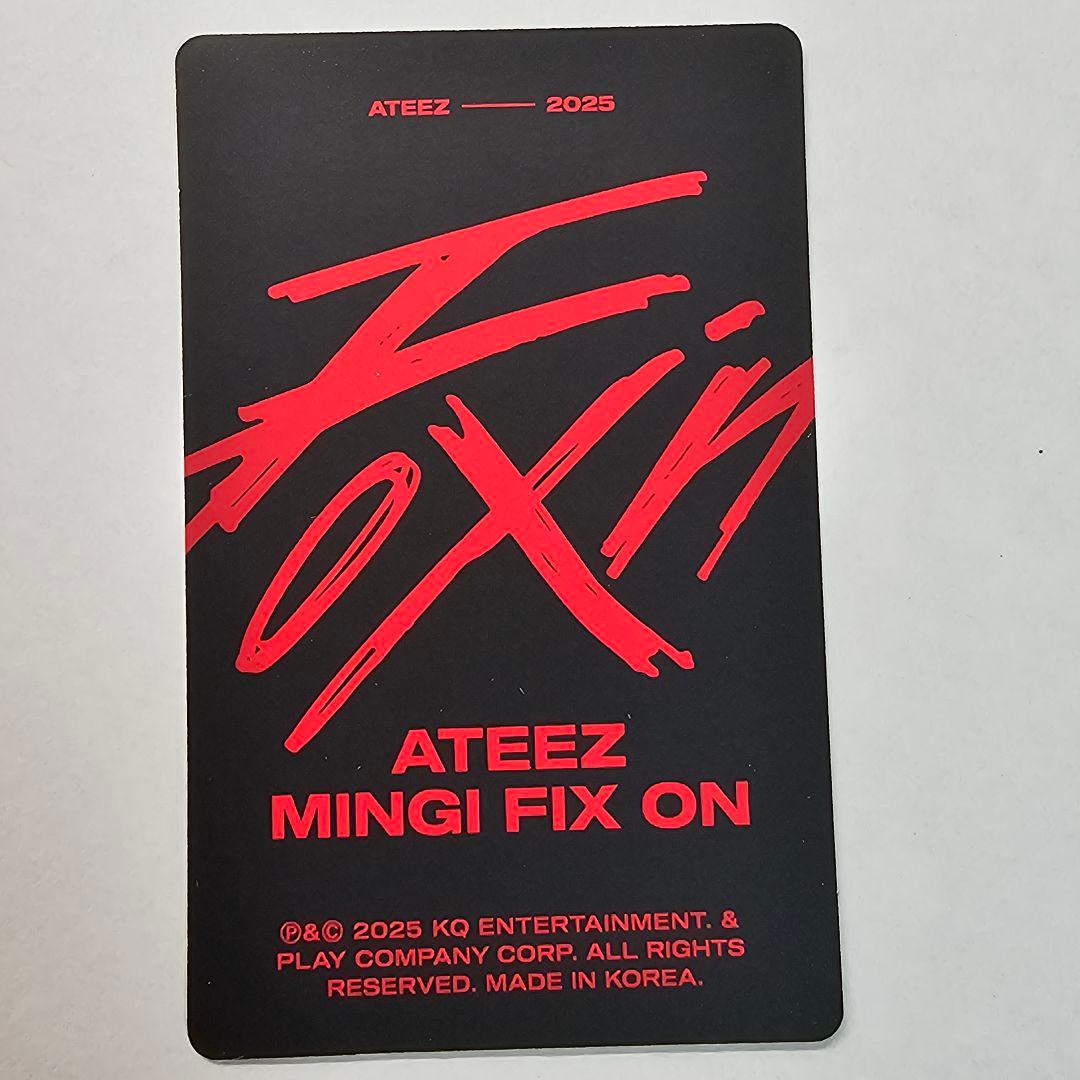 ATEEZ — 2025
Fix on
ATEEZ
MINGI FIX ON
℗&© 2025 KQ ENTERTAINMENT. &
PLAY COMPANY CORP. ALL RIGHTS
RESERVED. MADE IN KOREA.